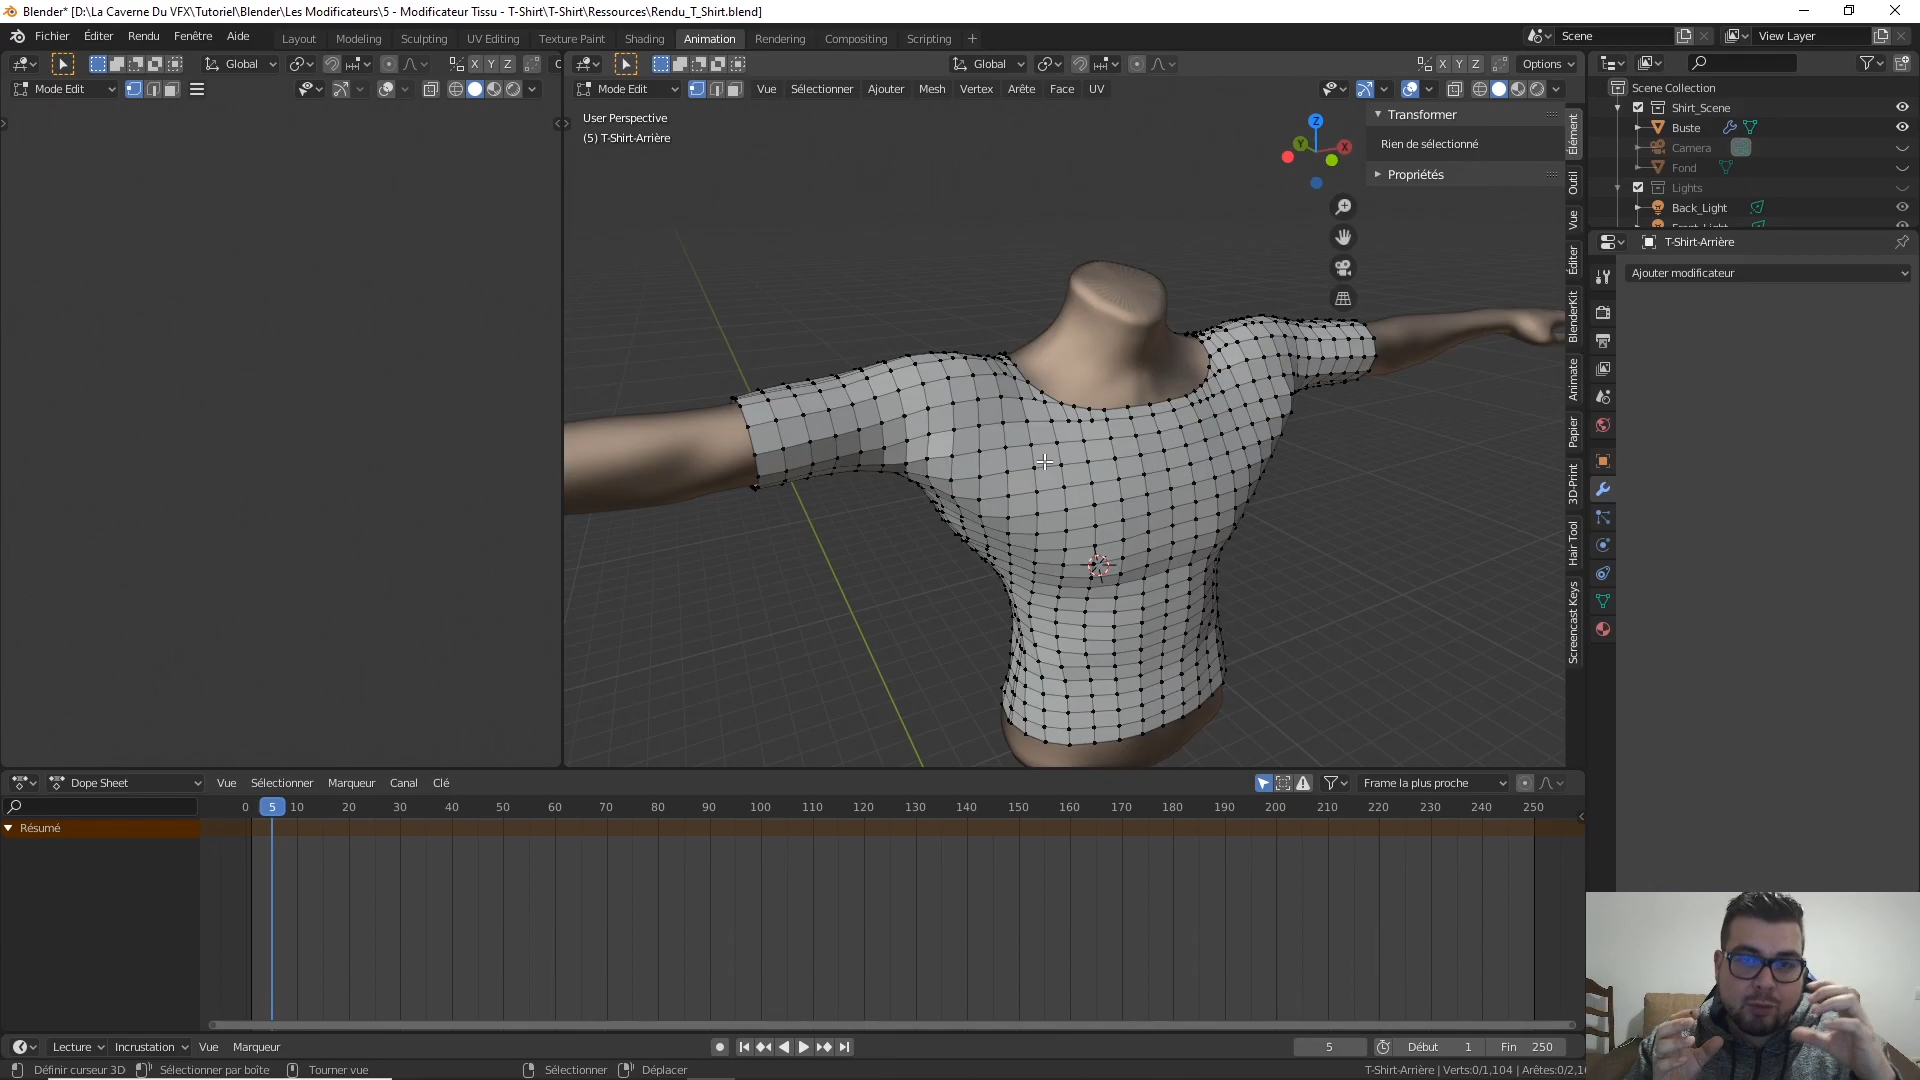 Blender* [D:\La Caverne Du VFX\Tutoriel\Blender\Les Modificateurs\5 - Modificateur Tissu - T-Shirt\T-Shirt\Ressources\Rendu_T_Shirt.blend]
Fichier Éditer Rendu Fenêtre Aide Layout Modeling Sculpting UV Editing Texture Paint Shading Animation Rendering Compositing Scripting + Scene View Layer
Global X Y Z Global X Y Z Options
Mode Edit Mode Edit Vue Sélectionner Ajouter Mesh Vertex Arête Face UV
User Perspective
(5) T-Shirt-Arrière
Z
Y
X
Transformer
Rien de sélectionné
Propriétés
Élément
Outil
Vue
Éditer
BlenderKit
Animate
Papier
3D-Print
Hair Tool
Screencast Keys
Scene Collection
Shirt_Scene
Buste
Camera
Fond
Lights
Back_Light
T-Shirt-Arrière
Ajouter modificateur
Dope Sheet Vue Sélectionner Marqueur Canal Clé Frame la plus proche
0 5 10 20 30 40 50 60 70 80 90 100 110 120 130 140 150 160 170 180 190 200 210 220 230 240 250
Résumé
Lecture Incrustation Vue Marqueur 5 Début 1 Fin 250
Définir curseur 3D Sélectionner par boîte Tourner vue Sélectionner Déplacer T-Shirt-Arrière | Verts:0/1,104 | Arêtes:0/2,1